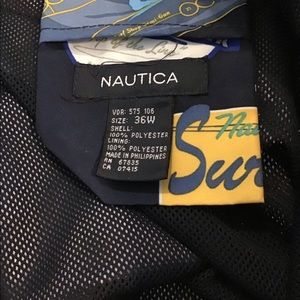 NAUTICA
VDR: 575 106
SIZE: 36W
SHELL:
100% POLYESTER
LINING:
100% POLYESTER
MADE IN PHILIPPINES
RN 67835
CA 07415
Sur